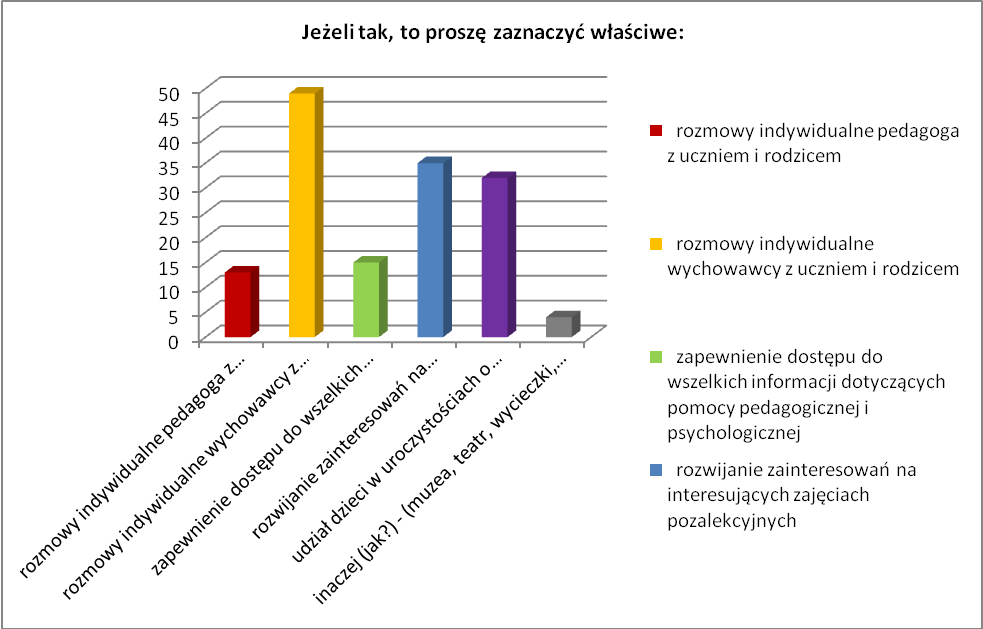 Jeżeli tak, to proszę zaznaczyć właściwe:
50
45
40
35
30
25
20
15
10
5
0
rozmowy indywidualne pedagoga z...
rozmowy indywidualne wychowawcy z...
zapewnienie dostępu do wszelkich...
rozwijanie zainteresowań na...
udział dzieci w uroczystościach o...
inaczej (jak?) - (muzea, teatr, wycieczki,...
rozmowy indywidualne pedagoga
z uczniem i rodzicem
rozmowy indywidualne
wychowawcy z uczniem i rodzicem
zapewnienie dostępu do
wszelkich informacji dotyczących
pomocy pedagogicznej i
psychologicznej
rozwijanie zainteresowań na
interesujących zajęciach
pozalekcyjnych